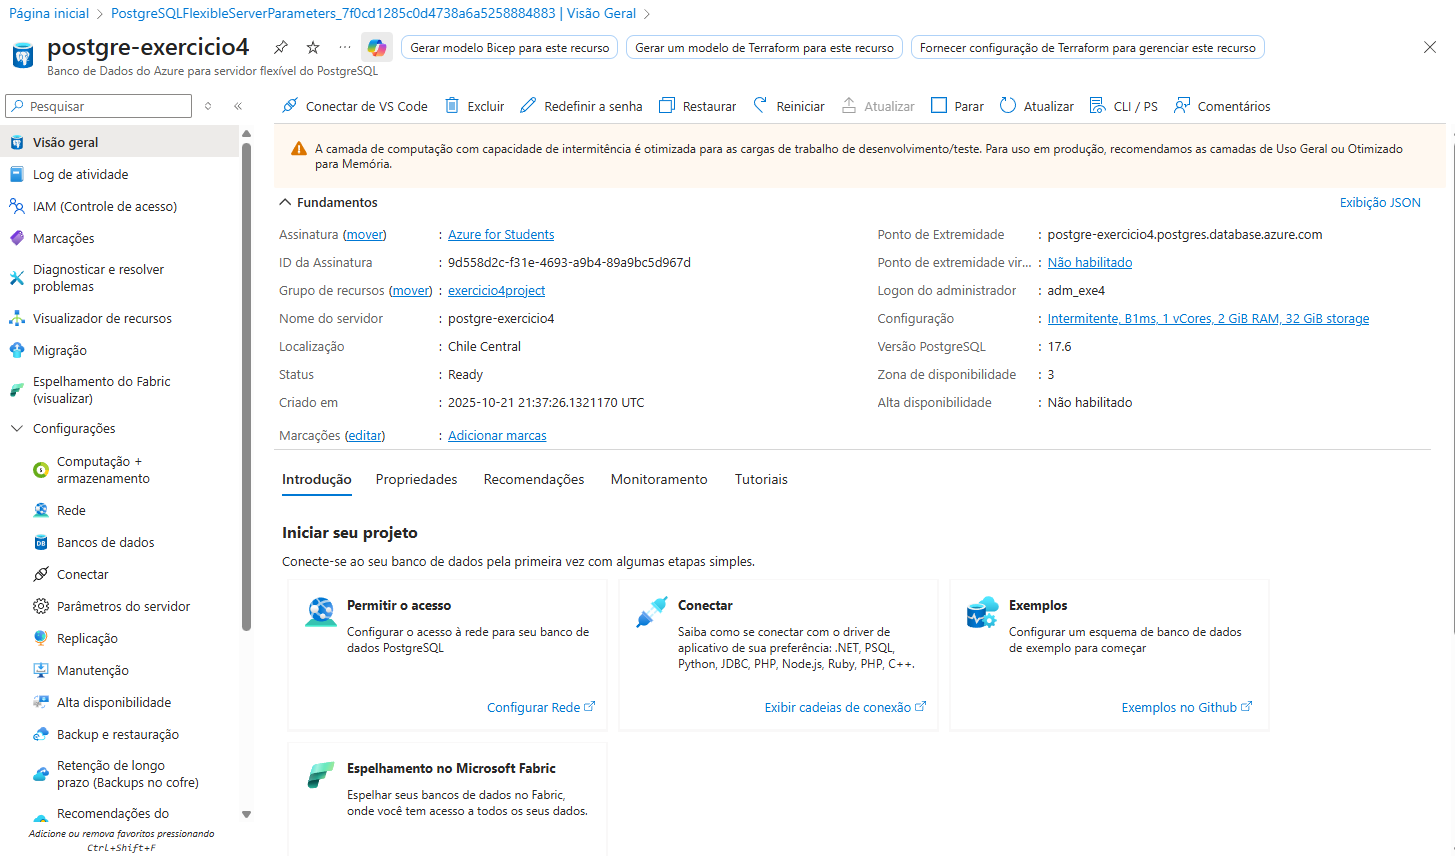 Página inicial > PostgreSQLFlexibleServerParameters_7f0cd1285c0d4738a6a5258884883 | Visão Geral >
postgre-exercicio4
Gerar modelo Bicep para este recurso
Gerar um modelo de Terraform para este recurso
Fornecer configuração de Terraform para gerenciar este recurso
Banco de Dados do Azure para servidor flexível do PostgreSQL
Pesquisar
Visão geral
Log de atividade
IAM (Controle de acesso)
Marcações
Diagnosticar e resolver
problemas
Visualizador de recursos
Migração
Espelhamento do Fabric
(visualizar)
Configurações
Computação +
armazenamento
Rede
Bancos de dados
Conectar
Parâmetros do servidor
Replicação
Manutenção
Alta disponibilidade
Backup e restauração
Retenção de longo
prazo (Backups no cofre)
Recomendações do
Adicione ou remova favoritos pressionando
Ctrl+Shift+F
Conectar de VS Code
Excluir
Redefinir a senha
Restaurar
Reiniciar
Atualizar
Parar
Atualizar
CLI / PS
Comentários
A camada de computação com capacidade de intermitência é otimizada para as cargas de trabalho de desenvolvimento/teste. Para uso em produção, recomendamos as camadas de Uso Geral ou Otimizado
para Memória.
Fundamentos
Exibição JSON
Assinatura (mover) : Azure for Students
ID da Assinatura : 9d558d2c-f31e-4693-a9b4-89a9bc5d967d
Grupo de recursos (mover) : exercicio4project
Nome do servidor : postgre-exercicio4
Localização : Chile Central
Status : Ready
Criado em : 2025-10-21 21:37:26.1321170 UTC
Marcações (editar) : Adicionar marcas
Ponto de Extremidade : postgre-exercicio4.postgres.database.azure.com
Ponto de extremidade vir... : Não habilitado
Logon do administrador : adm_exe4
Configuração : Intermitente, B1ms, 1 vCores, 2 GiB RAM, 32 GiB storage
Versão PostgreSQL : 17.6
Zona de disponibilidade : 3
Alta disponibilidade : Não habilitado
Introdução
Propriedades
Recomendações
Monitoramento
Tutoriais
Iniciar seu projeto
Conecte-se ao seu banco de dados pela primeira vez com algumas etapas simples.
Permitir o acesso
Configurar o acesso à rede para seu banco de
dados PostgreSQL
Configurar Rede
Conectar
Saiba como se conectar com o driver de
aplicativo de sua preferência: .NET, PSQL,
Python, JDBC, PHP, Node.js, Ruby, PHP, C++.
Exibir cadeias de conexão
Exemplos
Configurar um esquema de banco de dados
de exemplo para começar
Exemplos no Github
Espelhamento no Microsoft Fabric
Espelhar seus bancos de dados no Fabric,
onde você tem acesso a todos os seus dados.